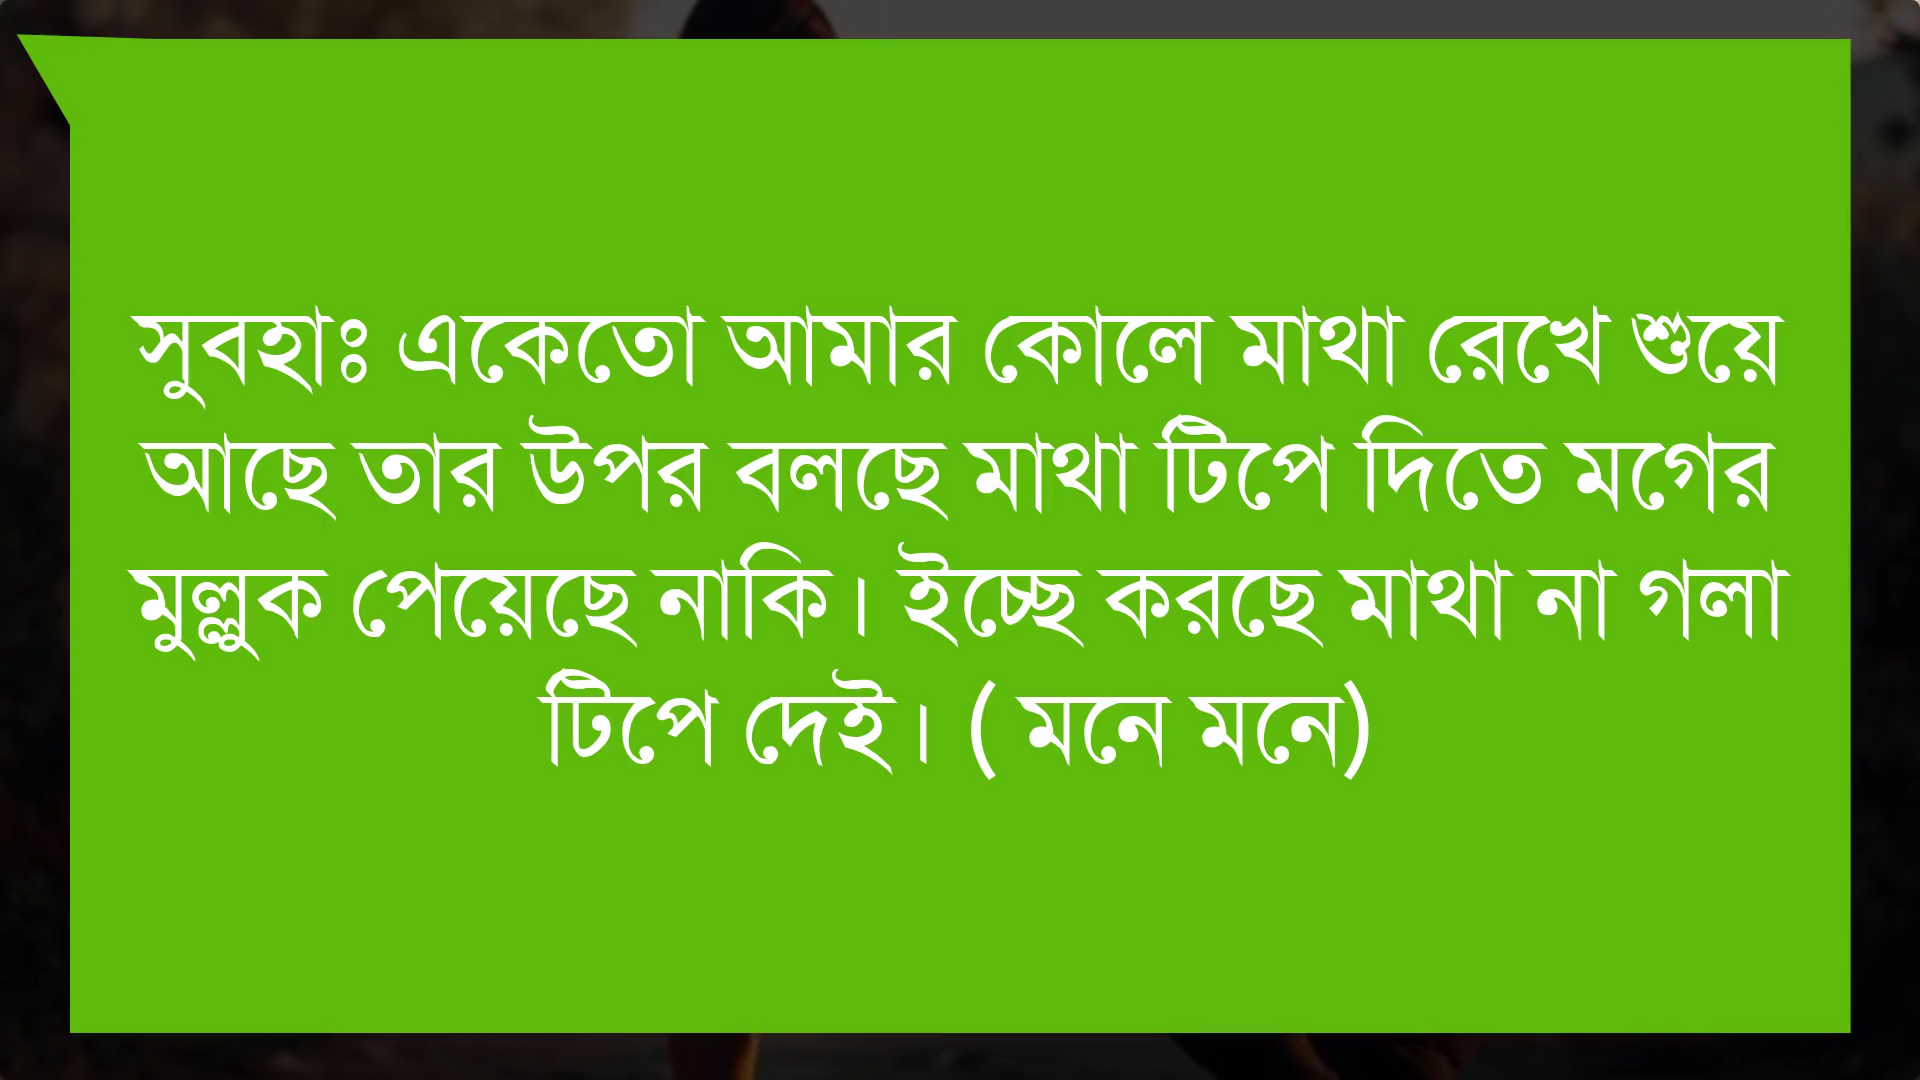 সুবহাঃ একেতো আমার কোলে মাথা রেখে শুয়ে
আছে তার উপর বলছে মাথা টিপে দিতে মগের
মুল্লুক পেয়েছে নাকি। ইচ্ছে করছে মাথা না গলা
টিপে দেই। ( মনে মনে)